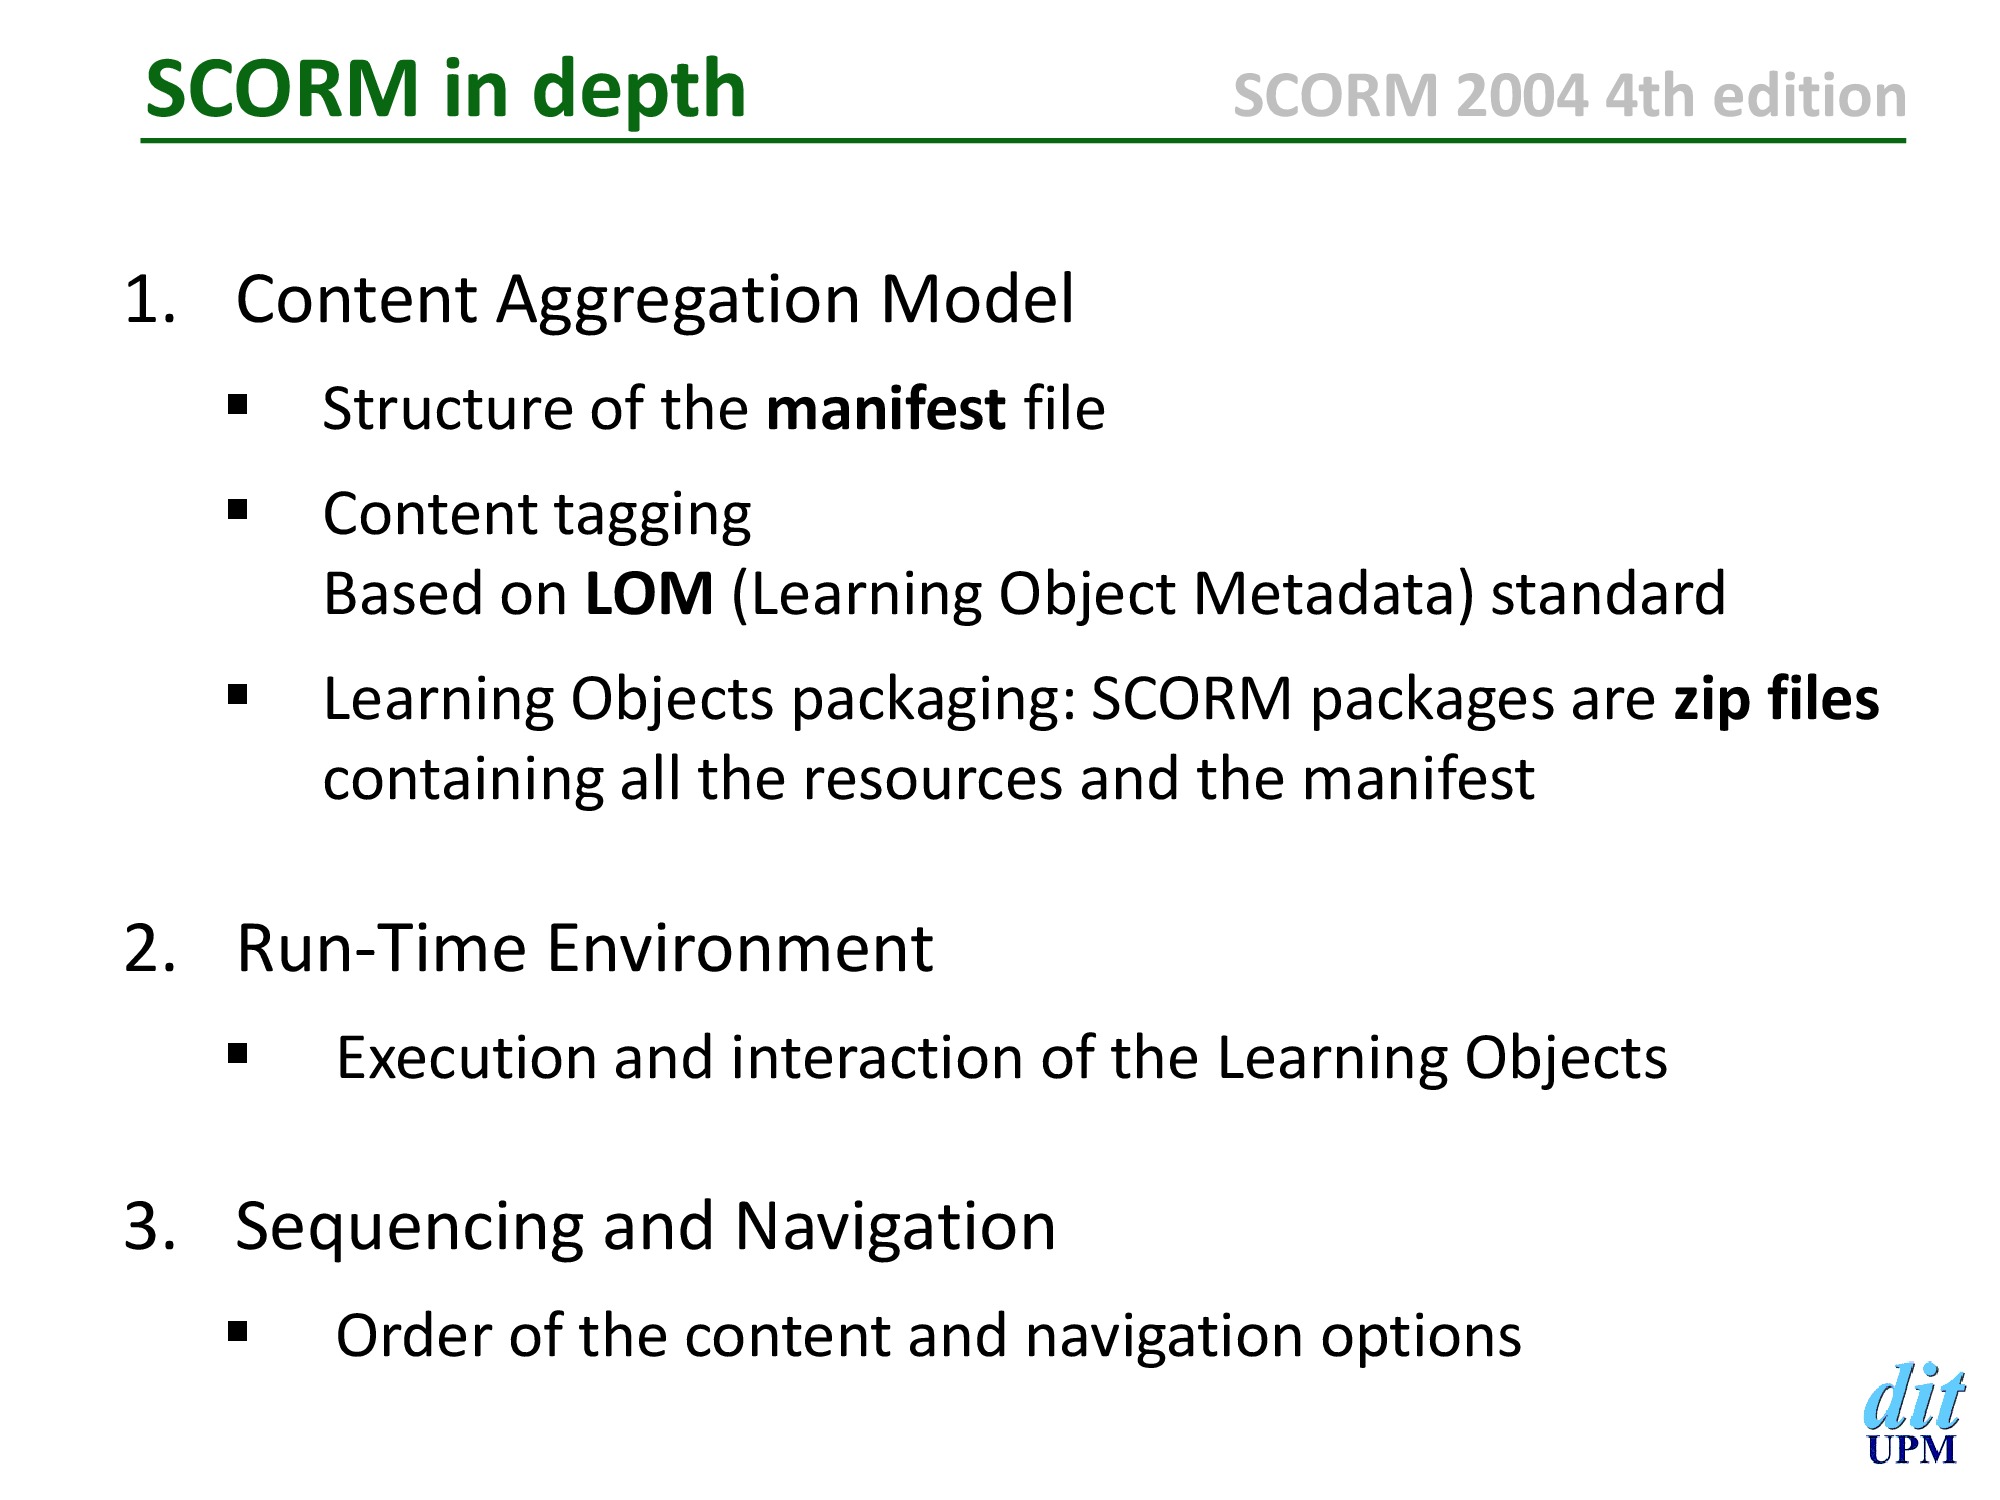 SCORM in depth
SCORM 2004 4th edition
1. Content Aggregation Model
▪ Structure of the manifest file
▪ Content tagging
Based on LOM (Learning Object Metadata) standard
▪ Learning Objects packaging: SCORM packages are zip files
containing all the resources and the manifest
2. Run-Time Environment
▪ Execution and interaction of the Learning Objects
3. Sequencing and Navigation
▪ Order of the content and navigation options
dit
UPM